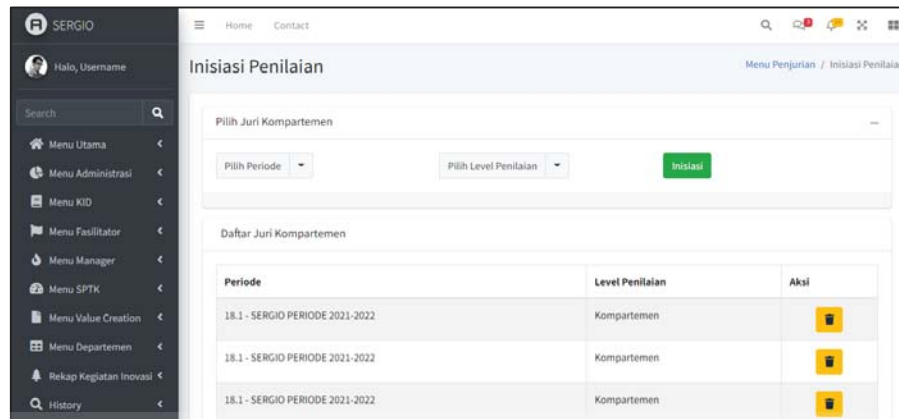 SERGIO
Home Contact
3
Halo, Username
Inisiasi Penilaian
Menu Penjurian / Inisiasi Penilaia
Search
Pilih Juri Kompartemen
Menu Utama
Pilih Periode
Pilih Level Penilaian
Inisiasi
Menu Administrasi
Menu KID
Menu Fasilitator
Daftar Juri Kompartemen
Menu Manager
Periode Level Penilaian Aksi
Menu SPTK
Menu Value Creation
18.1 - SERGIO PERIODE 2021-2022 Kompartemen
Menu Departemen
18.1 - SERGIO PERIODE 2021-2022 Kompartemen
Rekap Kegiatan Inovasi
18.1 - SERGIO PERIODE 2021-2022 Kompartemen
History